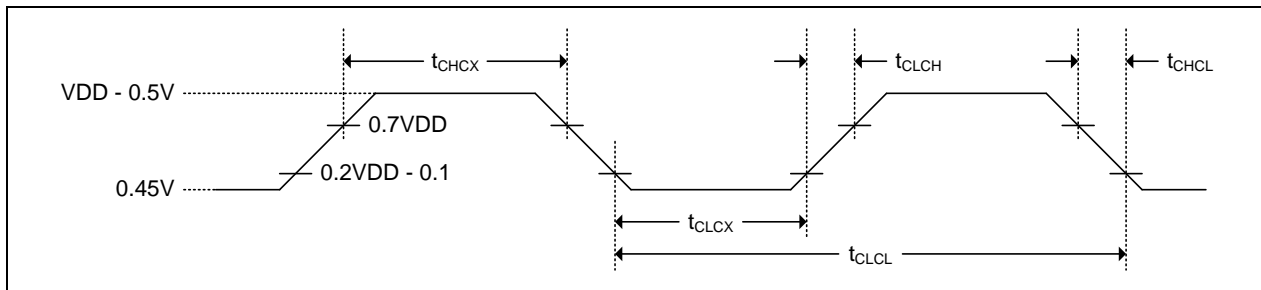 tCHCX
tCLCH
tCHCL
VDD - 0.5V
0.7VDD
0.2VDD - 0.1
0.45V
tCLCX
tCLCL